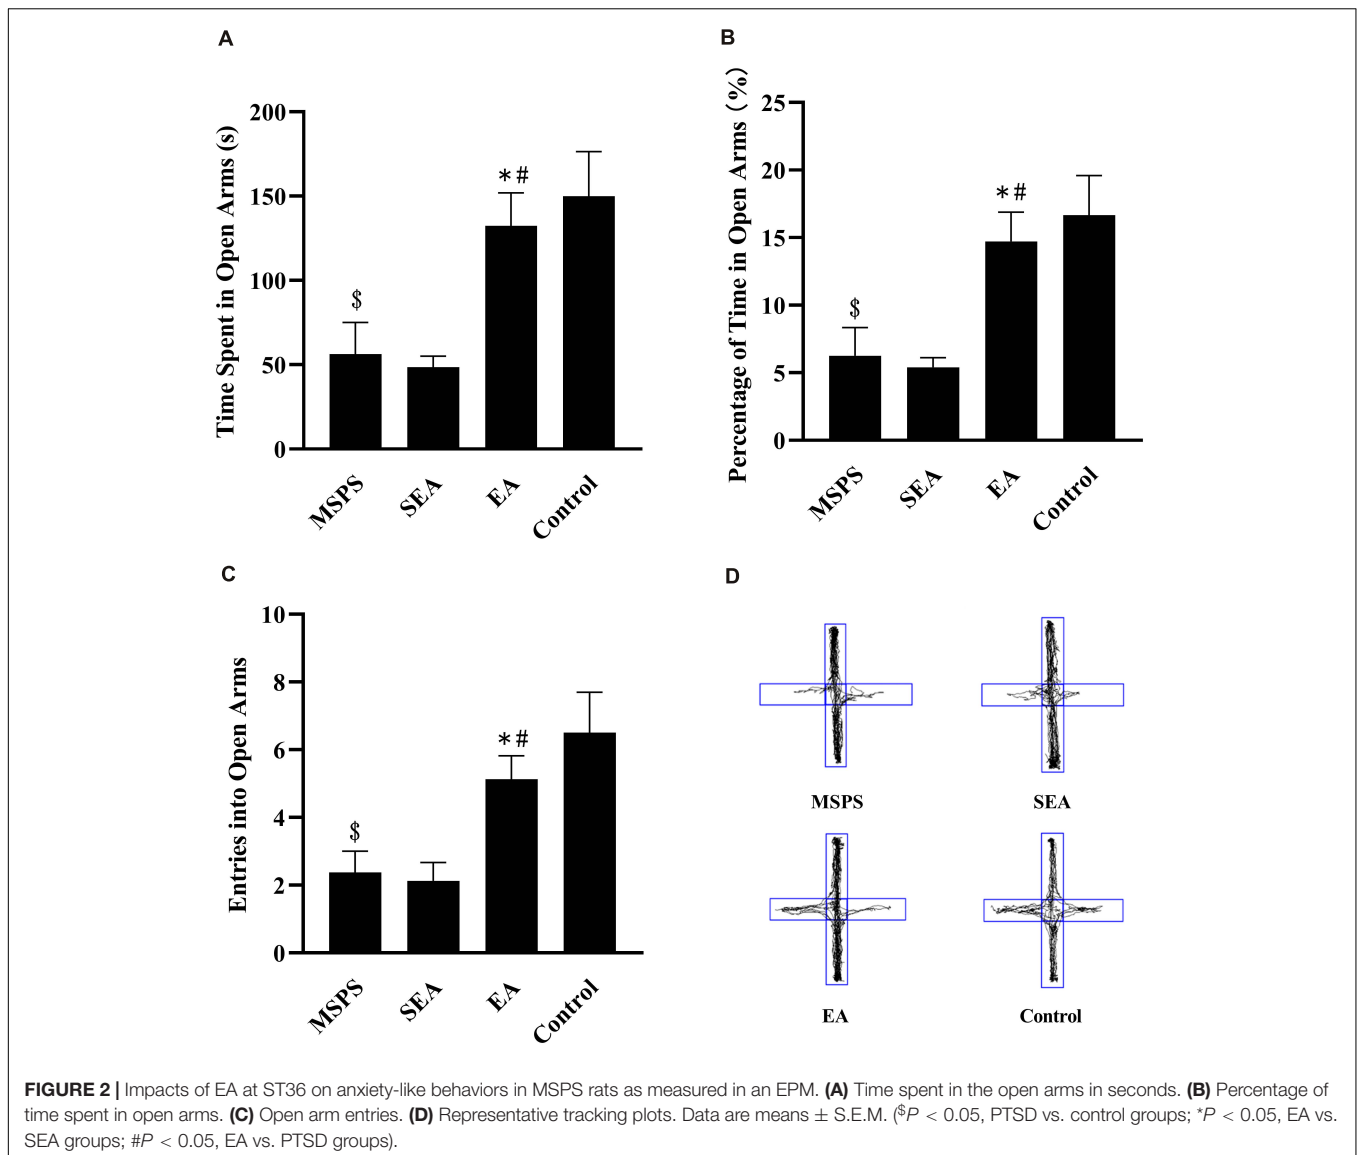 A
Time Spent in Open Arms (s)
200
150
100
50
0
$
*#
MSPS
SEA
EA
Control
B
Percentage of Time in Open Arms (%)
25
20
15
10
5
0
$
*#
MSPS
SEA
EA
Control
C
Entries into Open Arms
10
8
6
4
2
0
$
*#
MSPS
SEA
EA
Control
D
MSPS
SEA
EA
Control
FIGURE 2 | Impacts of EA at ST36 on anxiety-like behaviors in MSPS rats as measured in an EPM. (A) Time spent in the open arms in seconds. (B) Percentage of
time spent in open arms. (C) Open arm entries. (D) Representative tracking plots. Data are means ± S.E.M. ($P < 0.05, PTSD vs. control groups; *P < 0.05, EA vs.
SEA groups; #P < 0.05, EA vs. PTSD groups).